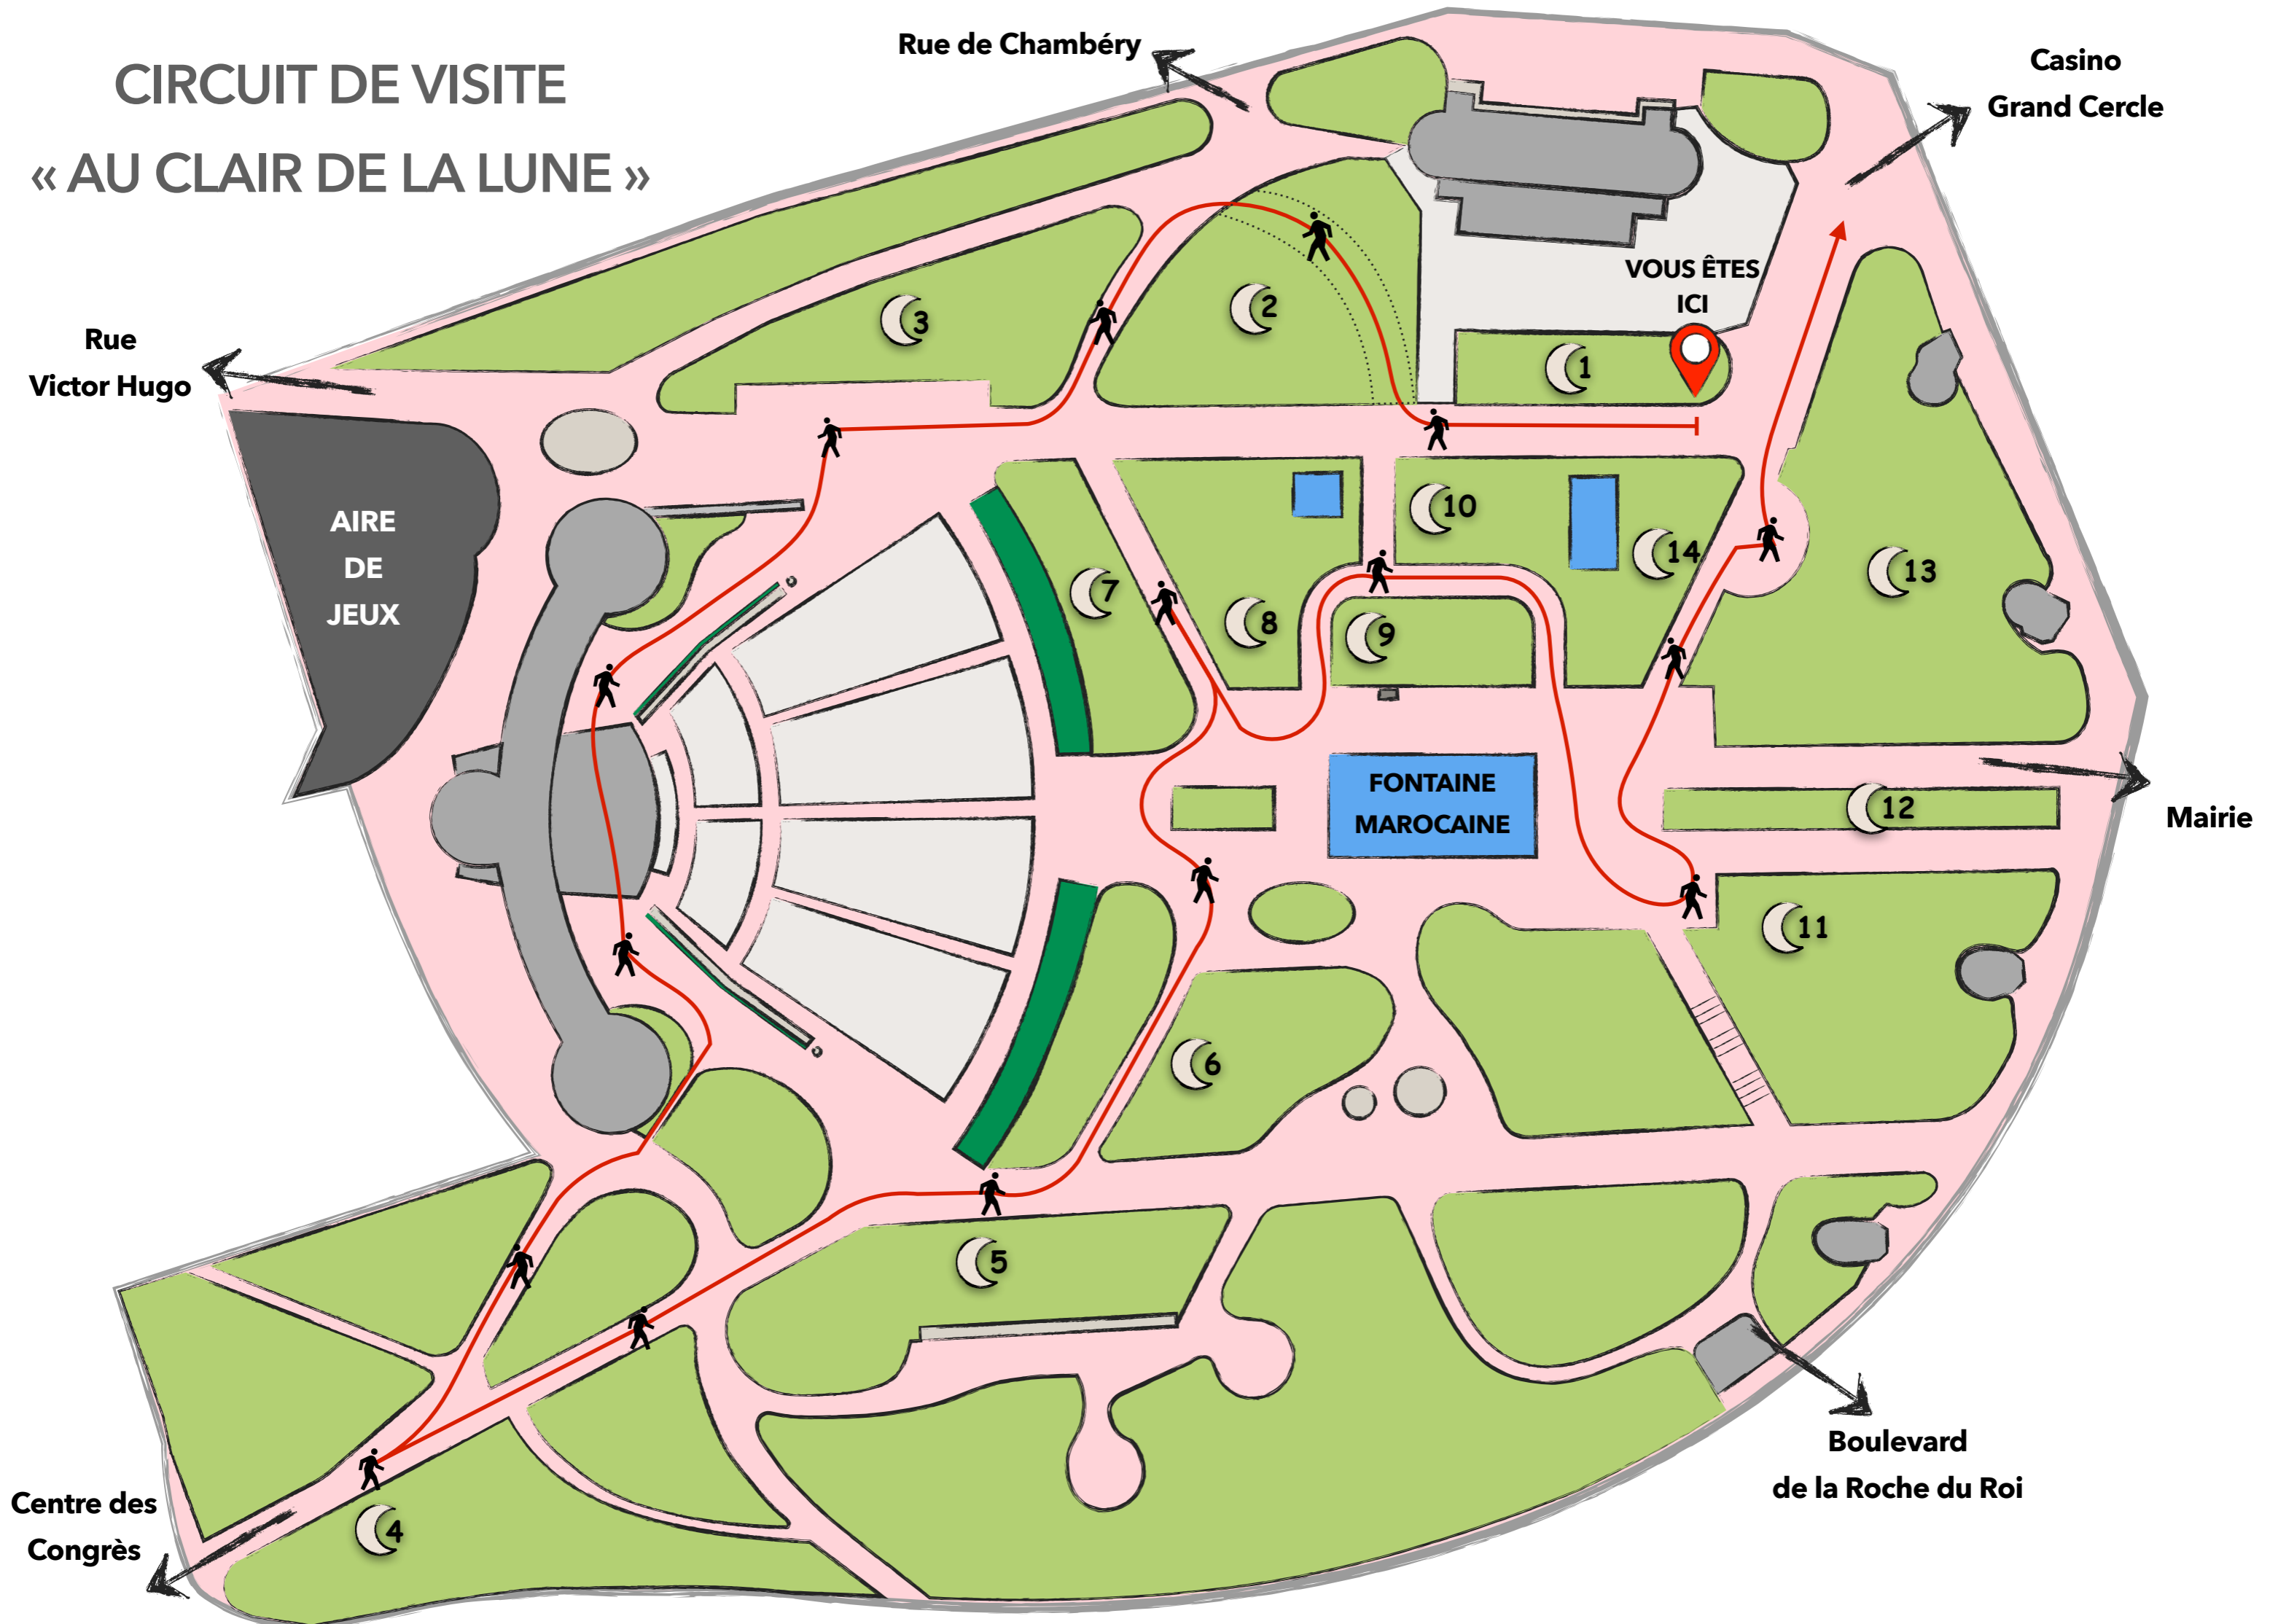 CIRCUIT DE VISITE
« AU CLAIR DE LA LUNE »
Rue de Chambéry
Casino
Grand Cercle
Rue
Victor Hugo
VOUS ÊTES
ICI
AIRE
DE
JEUX
1
2
3
10
14
13
7
8
9
FONTAINE
MAROCAINE
12
Mairie
11
6
5
4
Boulevard
de la Roche du Roi
Centre des
Congrès